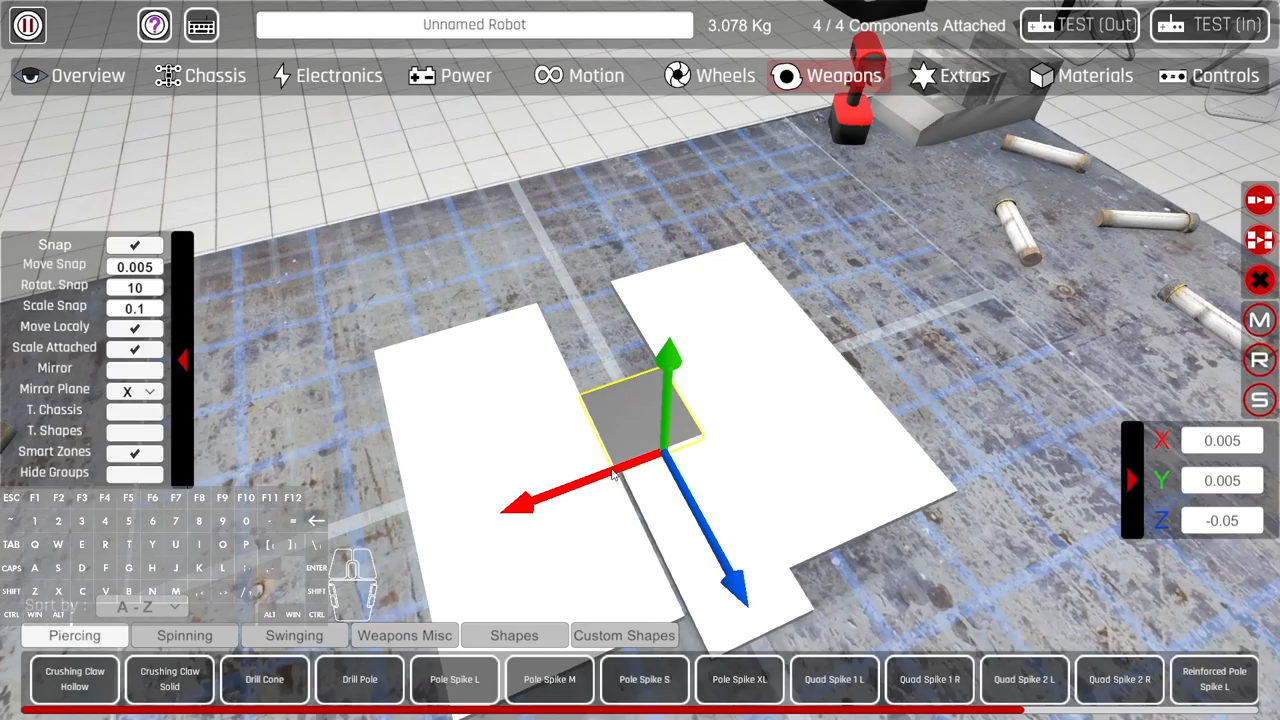 Unnamed Robot
3.078 Kg
4 / 4 Components Attached
TEST (Out)
TEST (In)
Overview
Chassis
Electronics
Power
Motion
Wheels
Weapons
Extras
Materials
Controls
Snap ✓
Move Snap 0.005
Rotat. Snap 10
Scale Snap 0.1
Move Localy ✓
Scale Attached ✓
Mirror
Mirror Plane X
T. Chassis
T. Shapes
Smart Zones ✓
Hide Groups
M
R
S
X 0.005
Y 0.005
Z -0.05
ESC F1 F2 F3 F4 F5 F6 F7 F8 F9 F10 F11 F12
~ 1 2 3 4 5 6 7 8 9 0 - =
TAB Q W E R T Y U I O P [ ] \
CAPS A S D F G H J K L ; ' ENTER
SHIFT Z X C V B N M , . / SHIFT
CTRL WIN ALT ALT WIN CTRL
Sort by : A - Z
Piercing
Spinning
Swinging
Weapons Misc
Shapes
Custom Shapes
Crushing Claw Hollow
Crushing Claw Solid
Drill Cone
Drill Pole
Pole Spike L
Pole Spike M
Pole Spike S
Pole Spike XL
Quad Spike 1 L
Quad Spike 1 R
Quad Spike 2 L
Quad Spike 2 R
Reinforced Pole Spike L